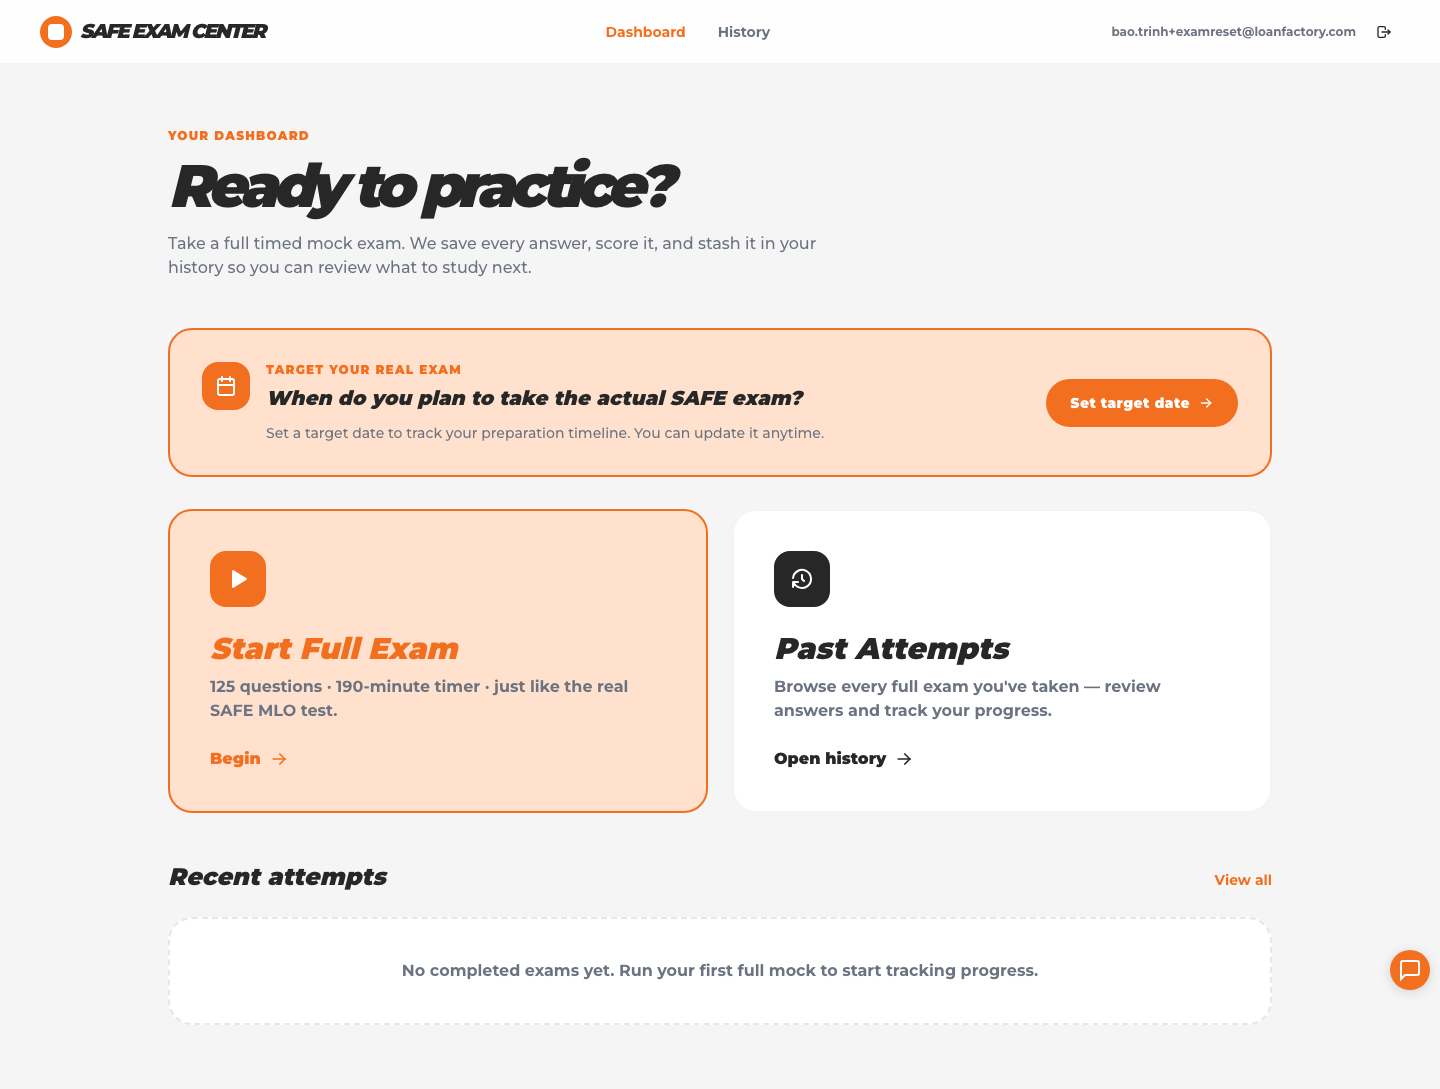 SAFE EXAM CENTER
Dashboard
History
bao.trinh+examreset@loanfactory.com
YOUR DASHBOARD
Ready to practice?
Take a full timed mock exam. We save every answer, score it, and stash it in your
history so you can review what to study next.
TARGET YOUR REAL EXAM
When do you plan to take the actual SAFE exam?
Set a target date to track your preparation timeline. You can update it anytime.
Set target date
Start Full Exam
125 questions · 190-minute timer · just like the real
SAFE MLO test.
Begin
Past Attempts
Browse every full exam you've taken — review
answers and track your progress.
Open history
Recent attempts
View all
No completed exams yet. Run your first full mock to start tracking progress.